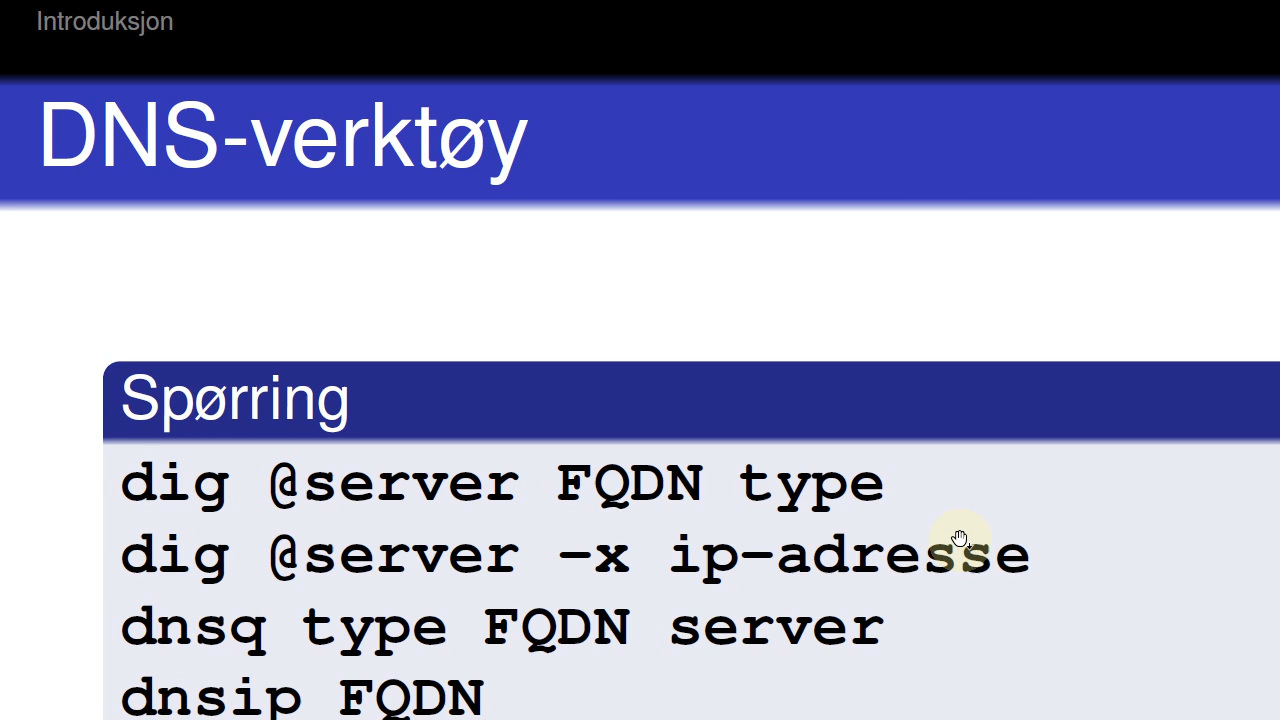 Introduksjon
DNS-verktøy
Spørring
dig @server FQDN type
dig @server -x ip-adresse
dnsq type FQDN server
dnsip FQDN